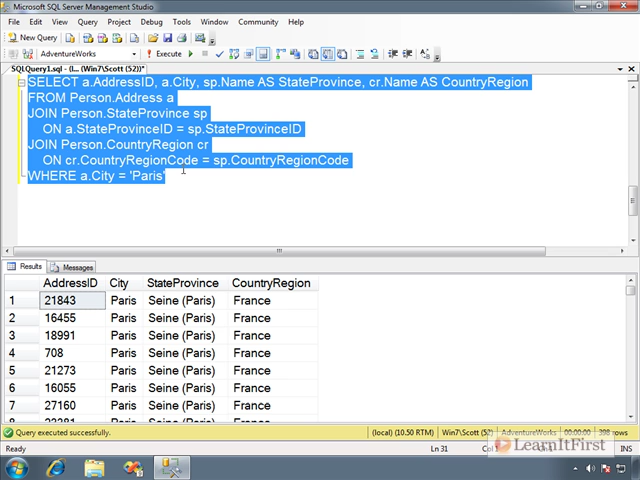 Microsoft SQL Server Management Studio
File Edit View Query Project Debug Tools Window Community Help
New Query
AdventureWorks Execute
SQLQuery1.sql - (l... (Win7\Scott (52))*
SELECT a.AddressID, a.City, sp.Name AS StateProvince, cr.Name AS CountryRegion
FROM Person.Address a
JOIN Person.StateProvince sp
ON a.StateProvinceID = sp.StateProvinceID
JOIN Person.CountryRegion cr
ON cr.CountryRegionCode = sp.CountryRegionCode
WHERE a.City = 'Paris'
Results Messages
AddressID City StateProvince CountryRegion
1 21843 Paris Seine (Paris) France
2 16455 Paris Seine (Paris) France
3 18991 Paris Seine (Paris) France
4 708 Paris Seine (Paris) France
5 21273 Paris Seine (Paris) France
6 16055 Paris Seine (Paris) France
7 27160 Paris Seine (Paris) France
Query executed successfully. (local) (10.50 RTM) Win7\Scott (52) AdventureWorks 00:00:00 398 rows
LearnItFirst
Ready Ln 31 INS